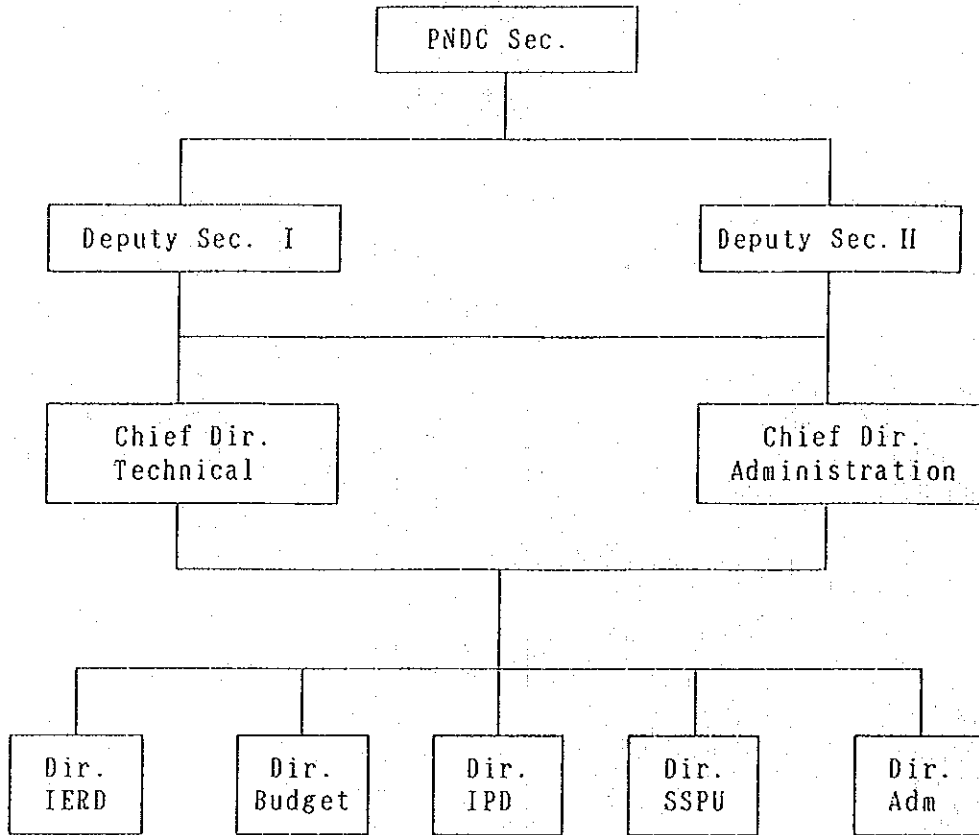 PNDC Sec.
Deputy Sec. I
Deputy Sec. II
Chief Dir.
Technical
Chief Dir.
Administration
Dir.
IERD
Dir.
Budget
Dir.
IPD
Dir.
SSPU
Dir.
Adm